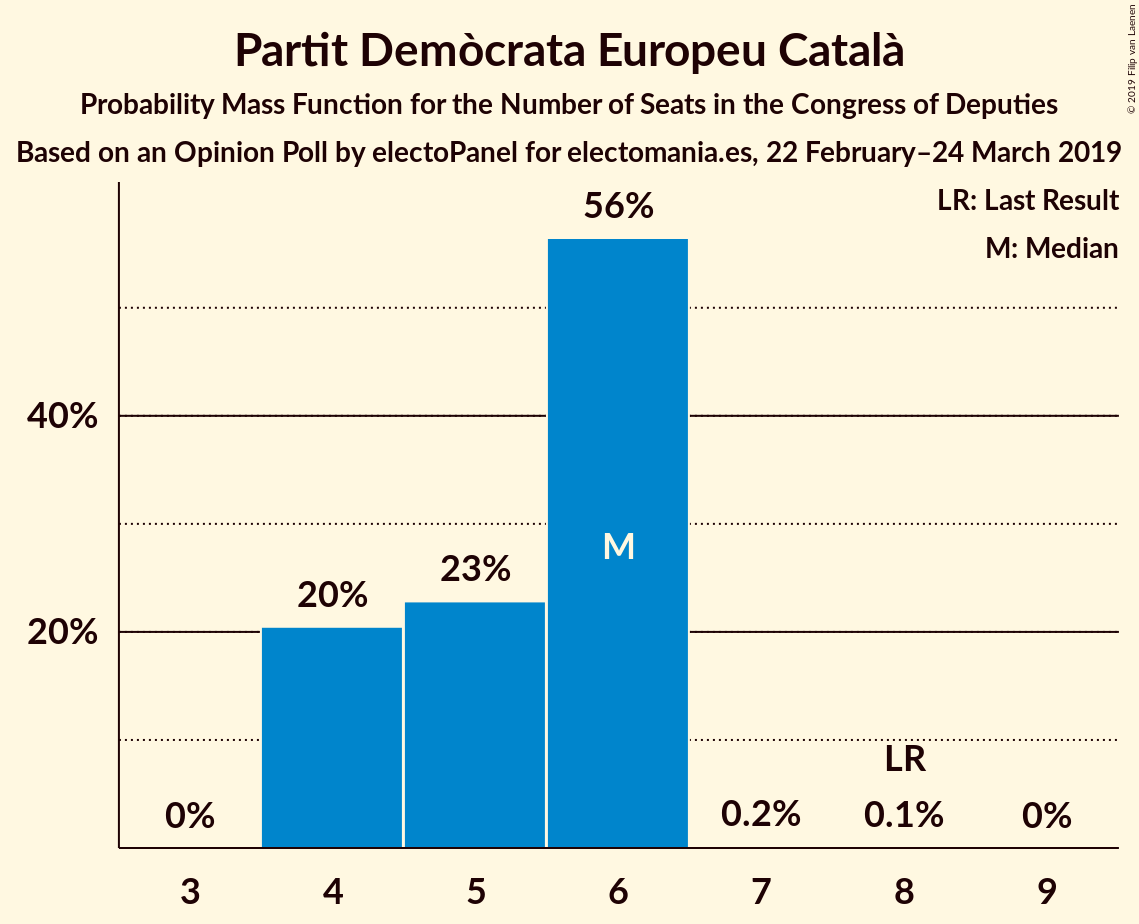 Partit Demòcrata Europeu Català
Probability Mass Function for the Number of Seats in the Congress of Deputies
Based on an Opinion Poll by electoPanel for electomania.es, 22 February–24 March 2019
© 2019 Filip van Laenen
LR: Last Result
M: Median
56%
40%
M
23%
20%
20%
LR
0%
0.2%
0.1%
0%
3 4 5 6 7 8 9